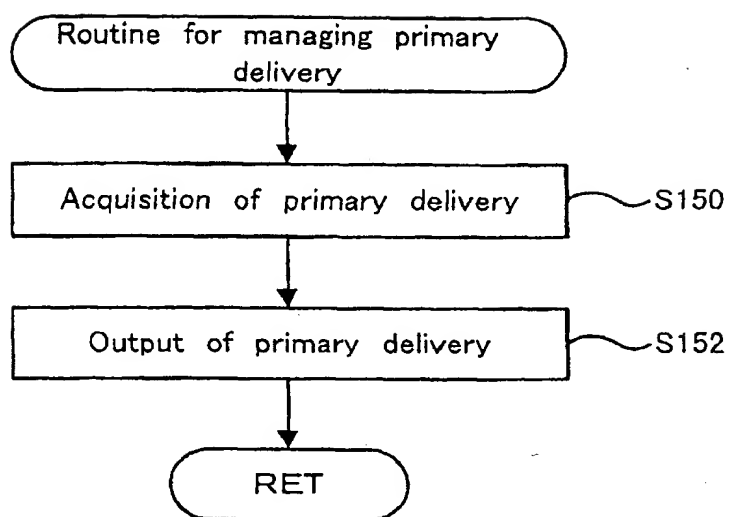 Routine for managing primary
delivery
Acquisition of primary delivery
S150
Output of primary delivery
S152
RET